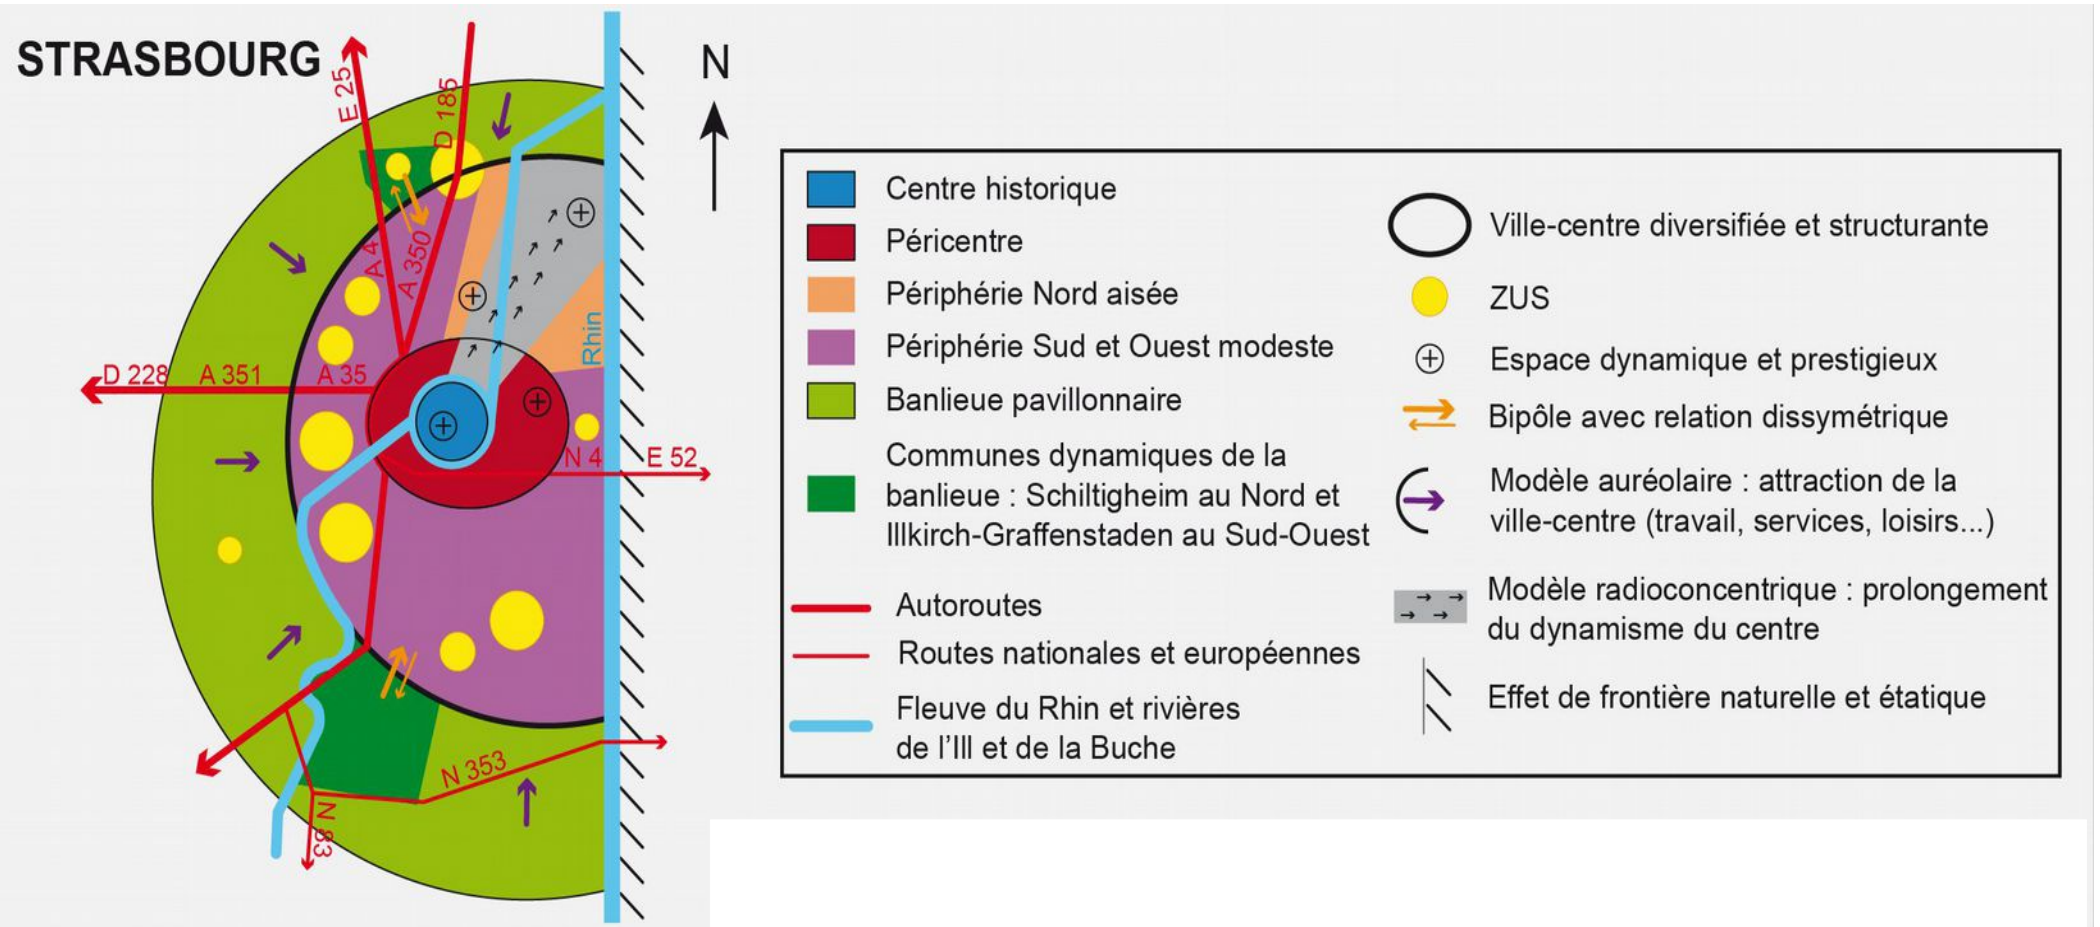 STRASBOURG
E 25
D 185
N
A 4
A 350
Rhin
D 228
A 351
A 35
N 4
E 52
N 353
N 83
Centre historique
Péricentre
Périphérie Nord aisée
Périphérie Sud et Ouest modeste
Banlieue pavillonnaire
Communes dynamiques de la
banlieue : Schiltigheim au Nord et
Illkirch-Graffenstaden au Sud-Ouest
Autoroutes
Routes nationales et européennes
Fleuve du Rhin et rivières
de l'Ill et de la Buche
Ville-centre diversifiée et structurante
ZUS
Espace dynamique et prestigieux
Bipôle avec relation dissymétrique
Modèle auréolaire : attraction de la
ville-centre (travail, services, loisirs...)
Modèle radioconcentrique : prolongement
du dynamisme du centre
Effet de frontière naturelle et étatique